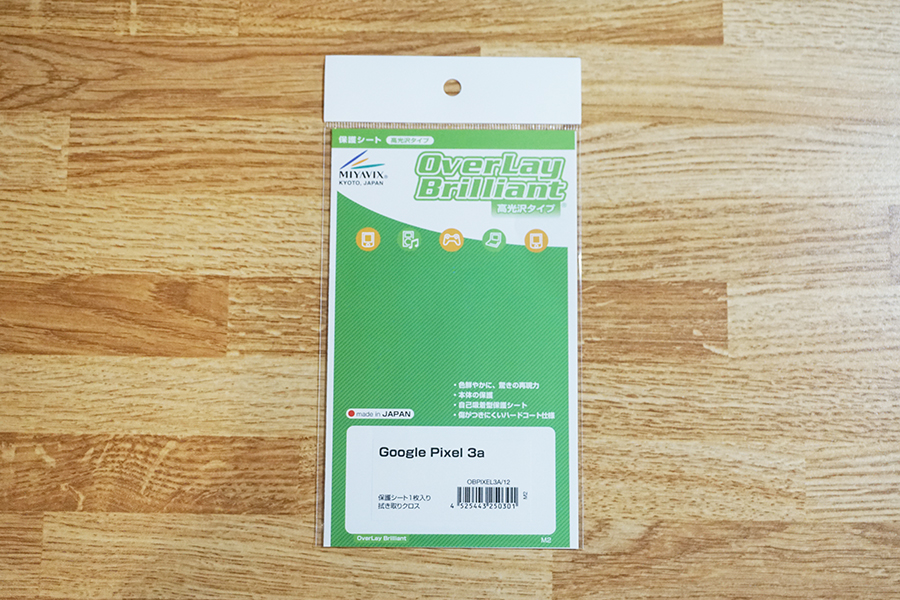 保護シート 高光沢タイプ
MIYAVIX®
KYOTO, JAPAN
OverLay
Brilliant®
高光沢タイプ
・色鮮やかに、驚きの再現力
・本体の保護
・自己吸着型保護シート
・傷がつきにくいハードコート仕様
made in JAPAN
Google Pixel 3a
OBPIXEL3A/12
保護シート1枚入り
拭き取りクロス
4 525443 250301
M2
OverLay Brilliant
M2